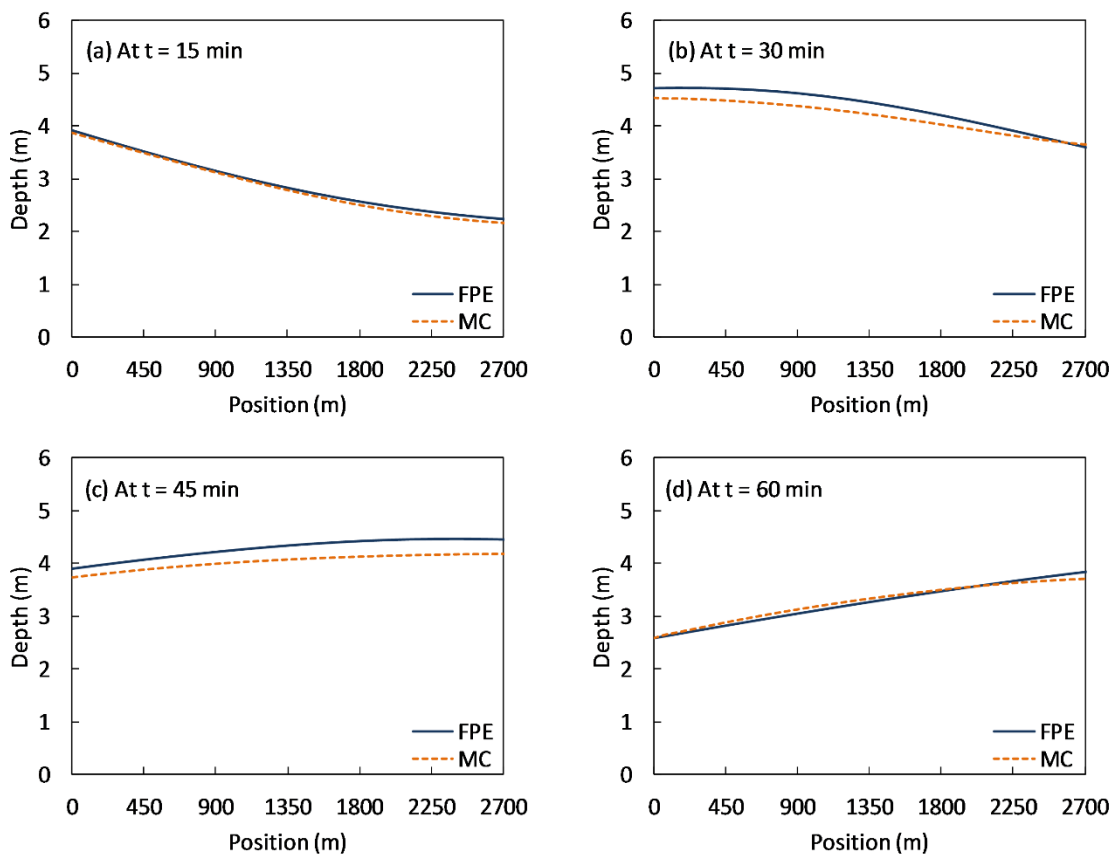 (a) At t = 15 min
Depth (m)
6
5
4
3
2
1
0
FPE
MC
0 450 900 1350 1800 2250 2700
Position (m)
(b) At t = 30 min
Depth (m)
6
5
4
3
2
1
0
FPE
MC
0 450 900 1350 1800 2250 2700
Position (m)
(c) At t = 45 min
Depth (m)
6
5
4
3
2
1
0
FPE
MC
0 450 900 1350 1800 2250 2700
Position (m)
(d) At t = 60 min
Depth (m)
6
5
4
3
2
1
0
FPE
MC
0 450 900 1350 1800 2250 2700
Position (m)